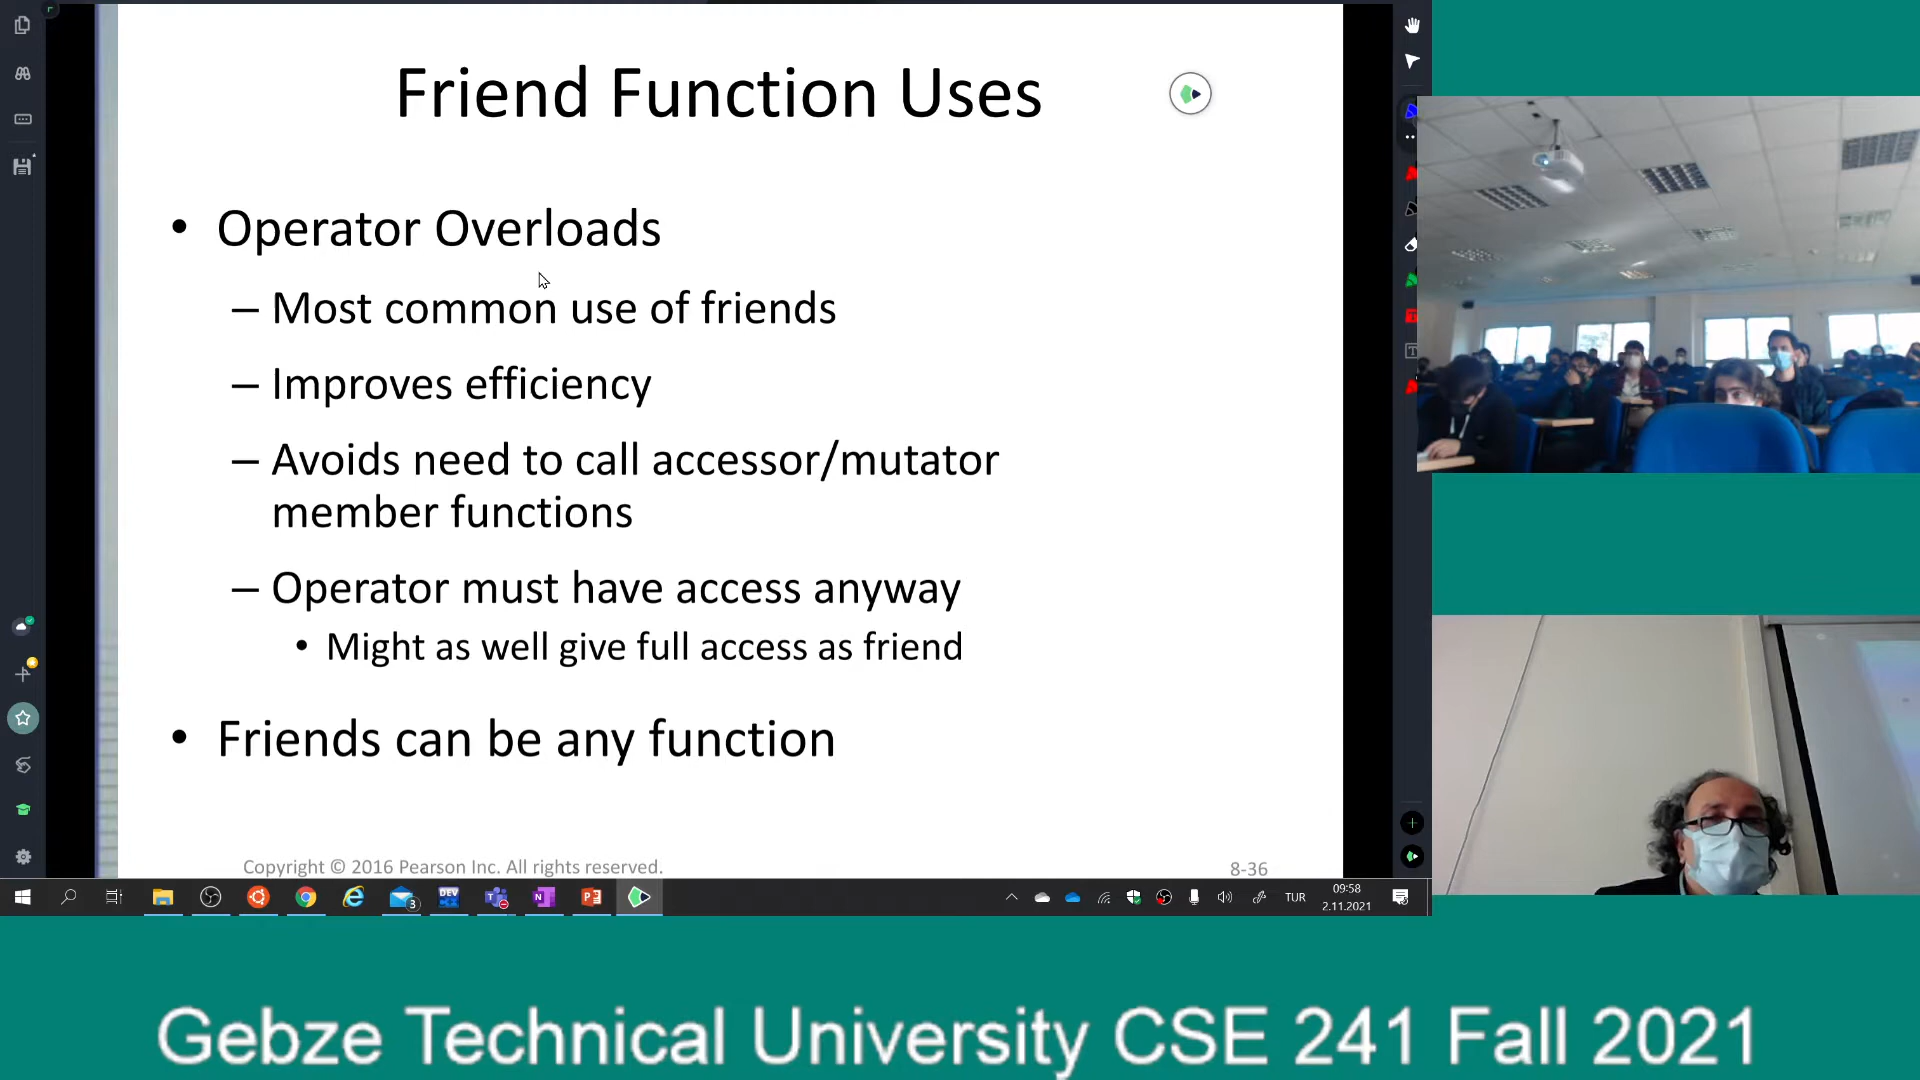 Friend Function Uses
• Operator Overloads
– Most common use of friends
– Improves efficiency
– Avoids need to call accessor/mutator
member functions
– Operator must have access anyway
• Might as well give full access as friend
• Friends can be any function
Copyright © 2016 Pearson Inc. All rights reserved.
8-36
DEV
3
TUR
09:58
2.11.2021
Gebze Technical University CSE 241 Fall 2021